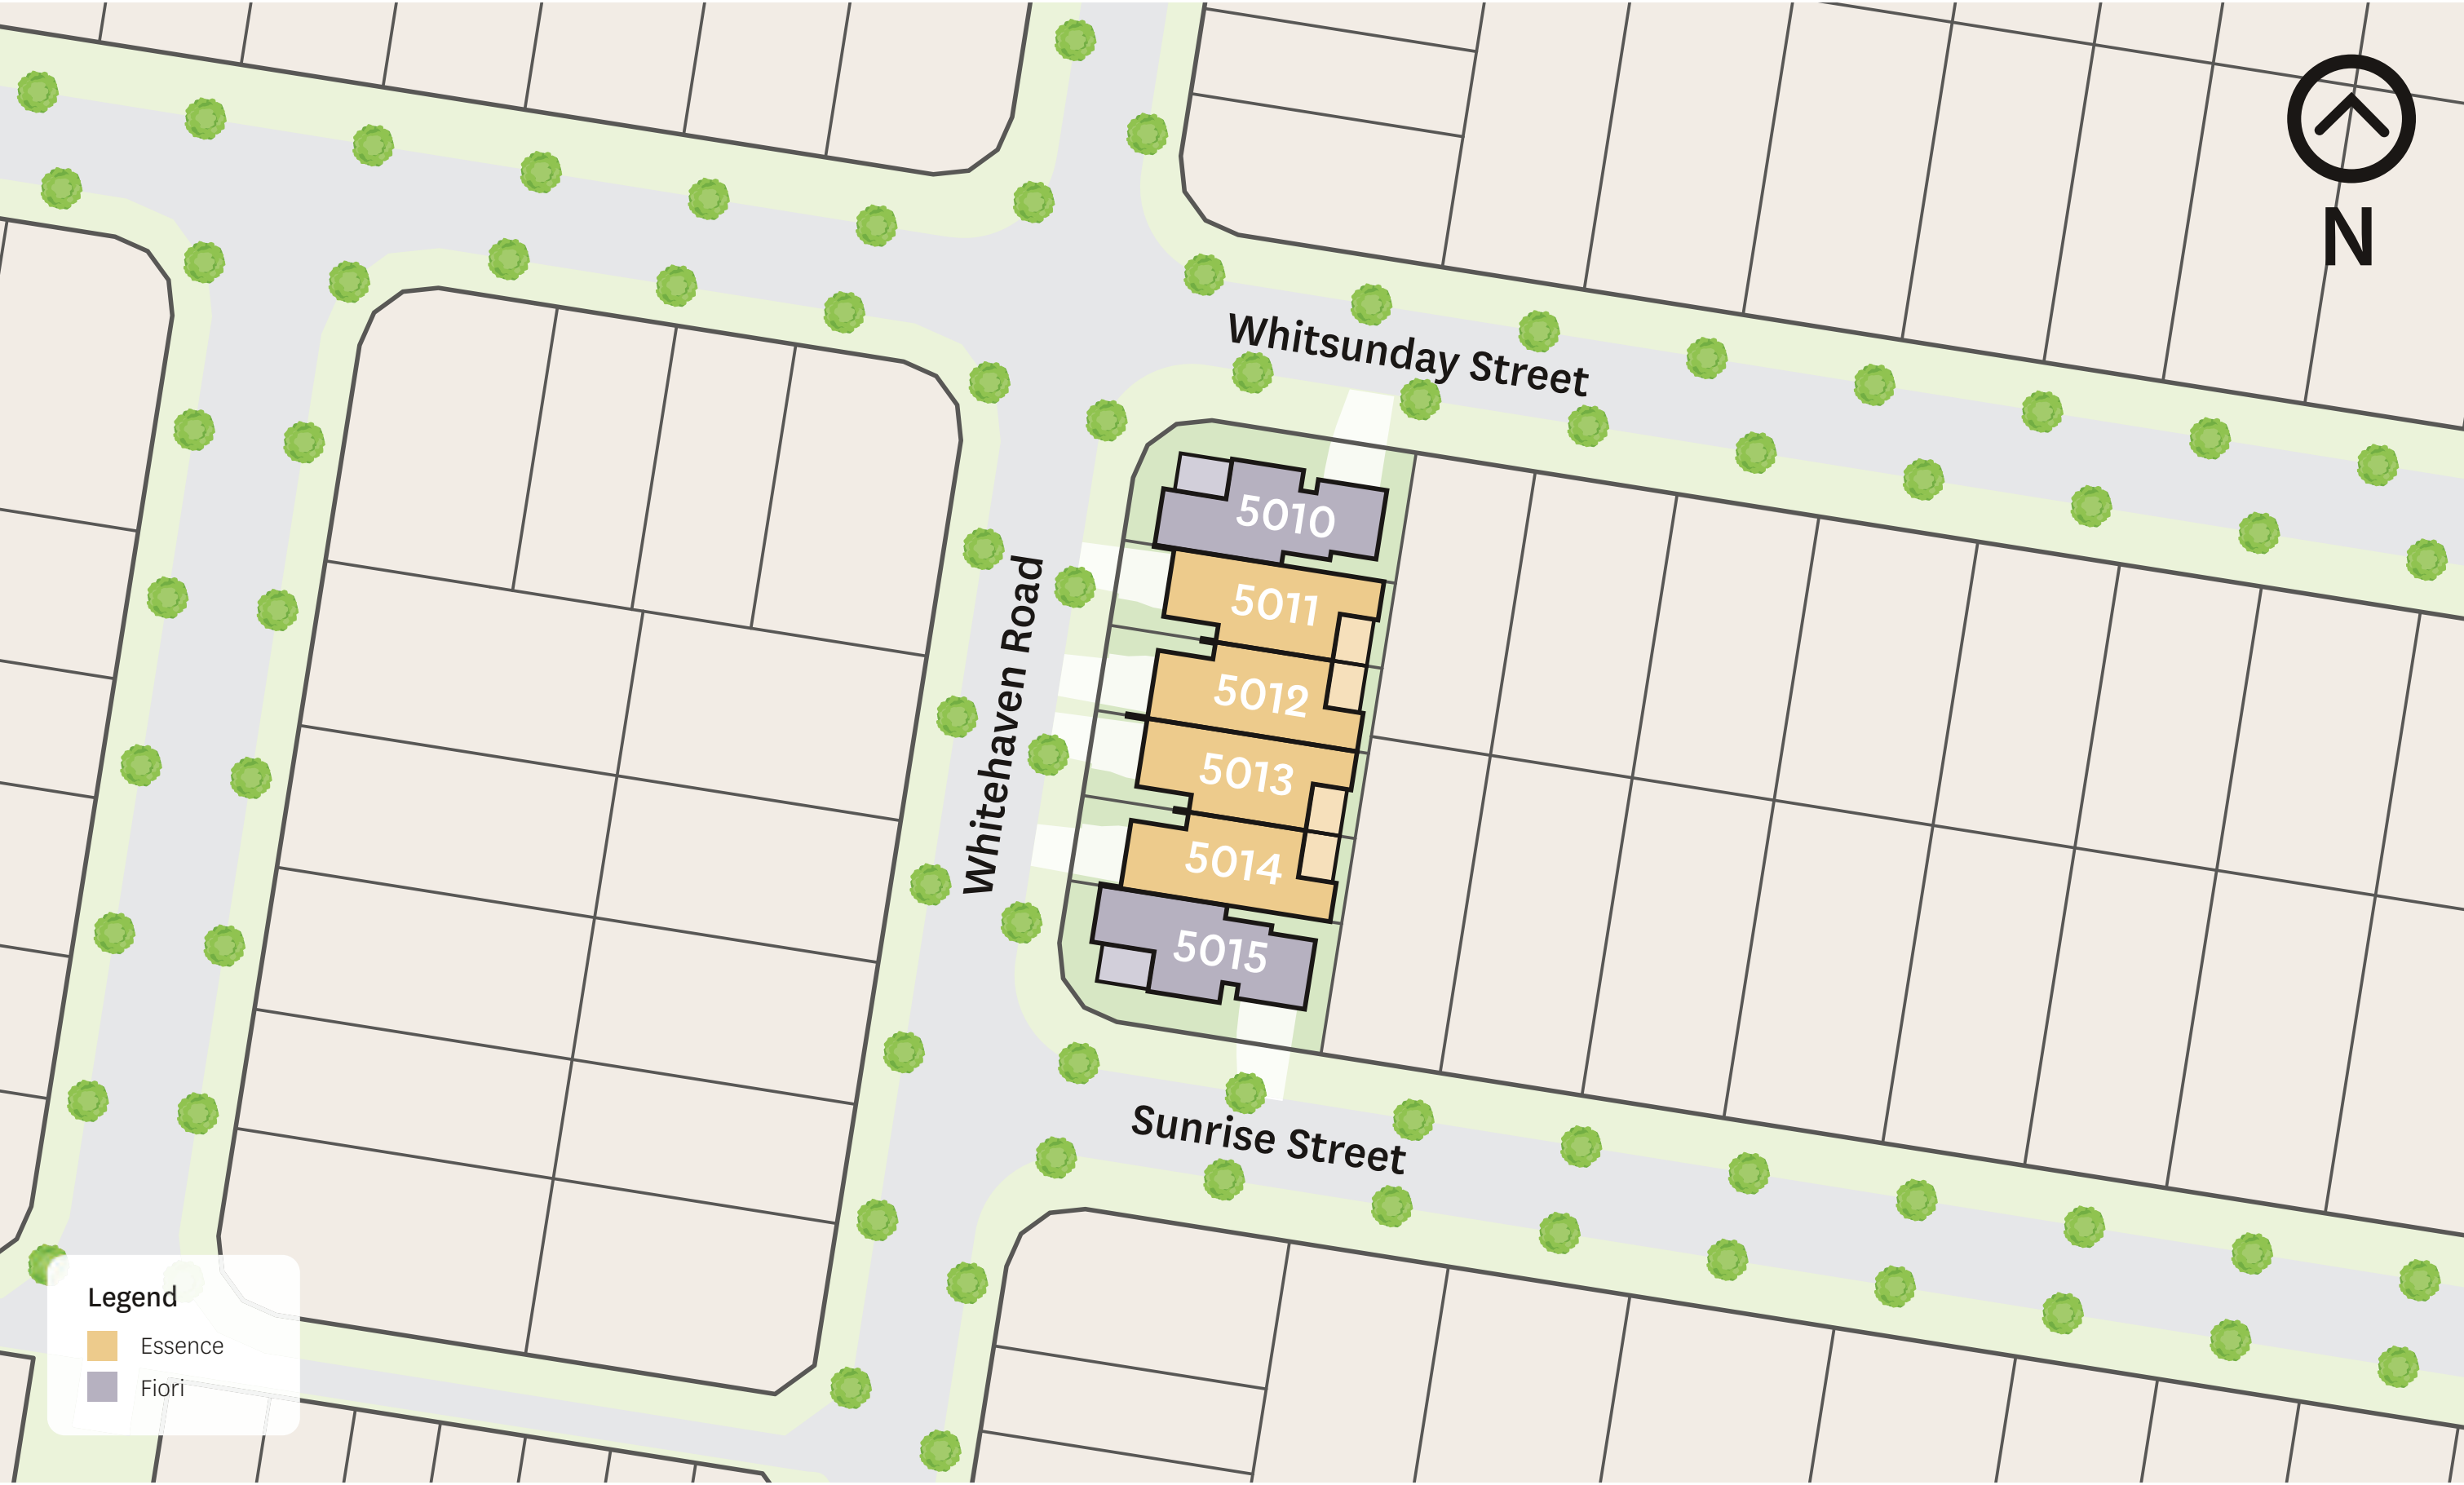 N
Whitsunday Street
5010
5011
5012
5013
5014
5015
Whitehaven Road
Sunrise Street
Legend
Essence
Fiori